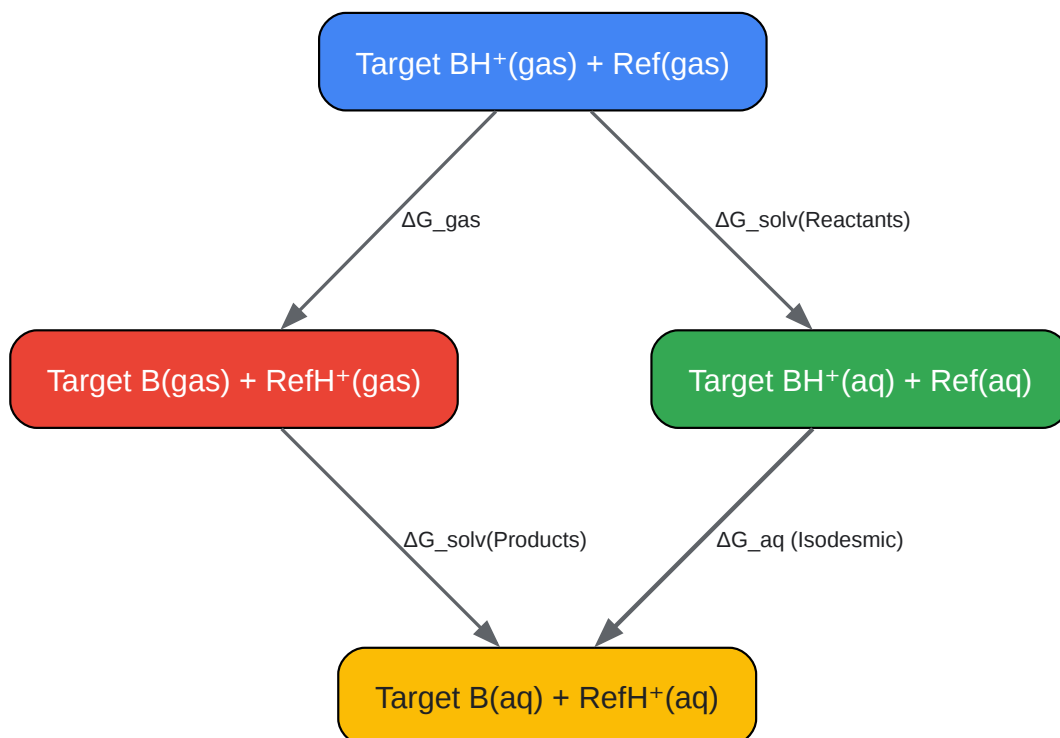 Target BH⁺(gas) + Ref(gas)
ΔG_gas
ΔG_solv(Reactants)
Target B(gas) + RefH⁺(gas)
Target BH⁺(aq) + Ref(aq)
ΔG_solv(Products)
ΔG_aq (Isodesmic)
Target B(aq) + RefH⁺(aq)